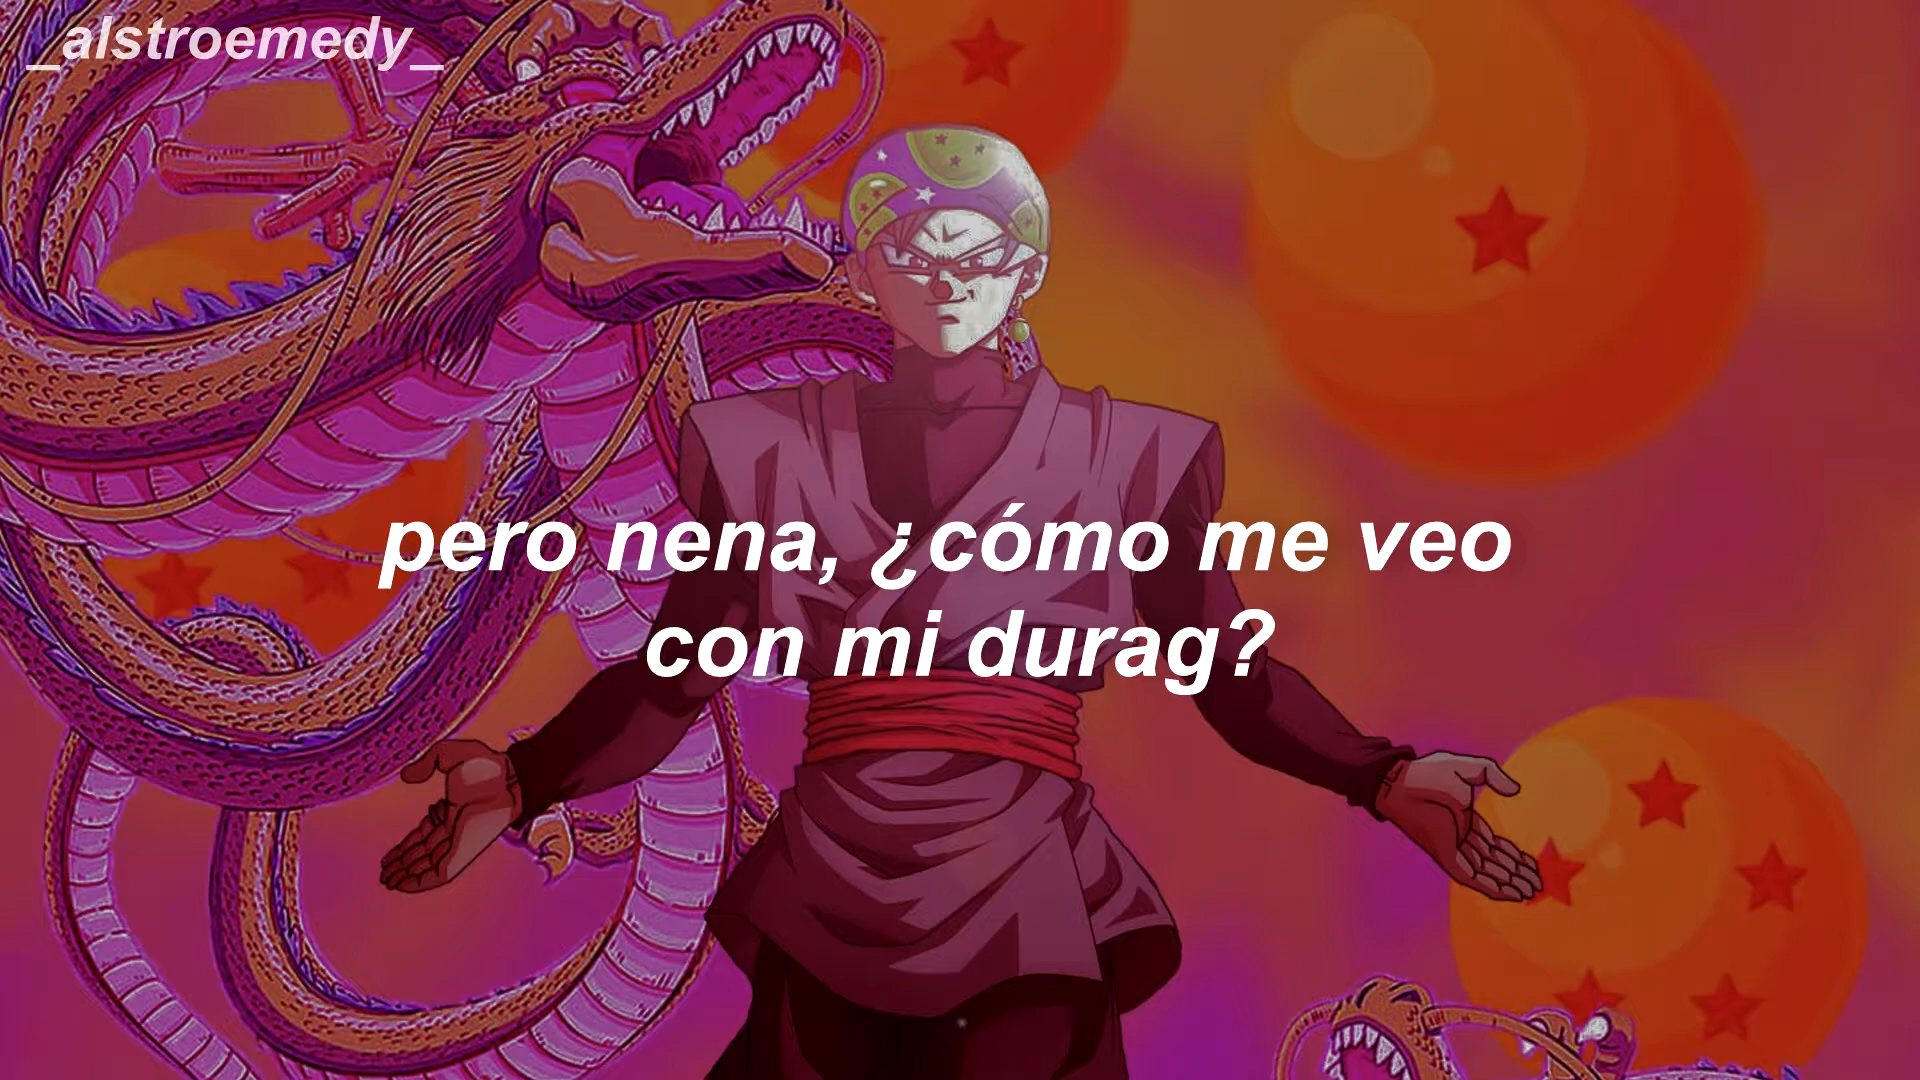 _alstroemedy_
pero nena, ¿cómo me veo
con mi durag?